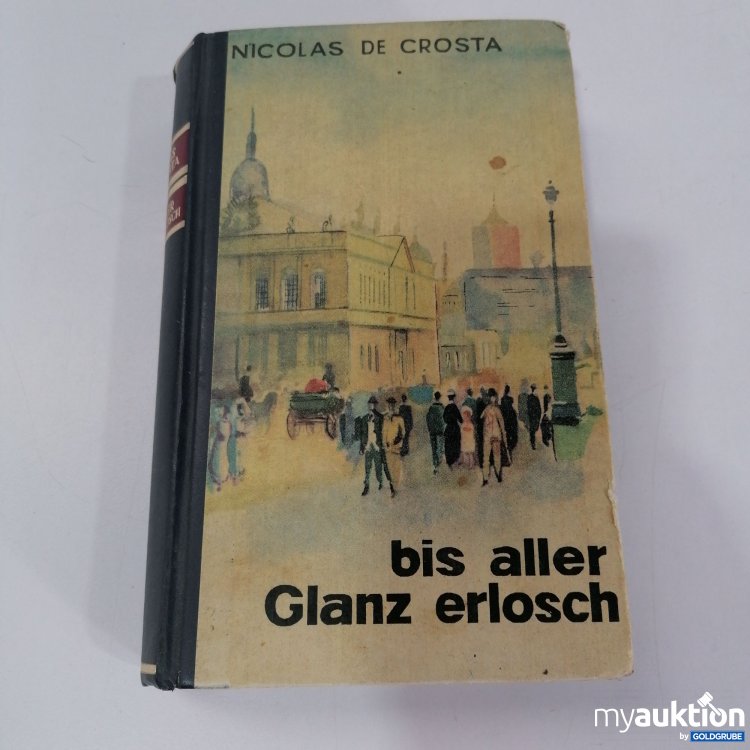 NICOLAS DE CROSTA
bis aller
Glanz erlosch
myauktion
by GOLDGRUBE